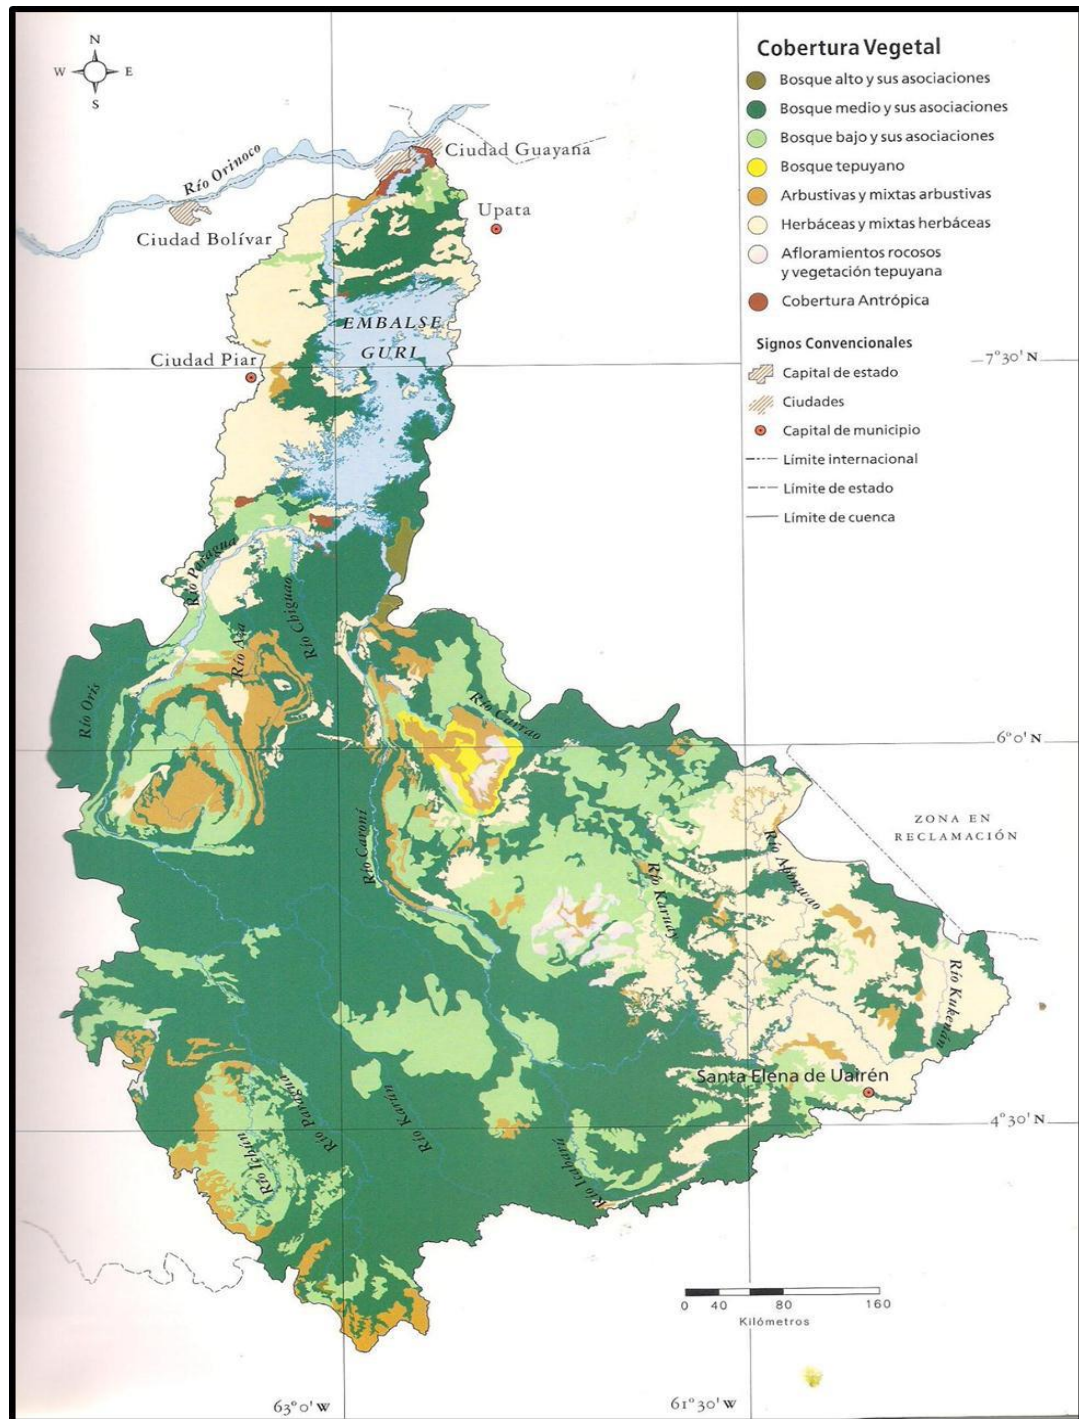 N
W E
S
Cobertura Vegetal
Bosque alto y sus asociaciones
Bosque medio y sus asociaciones
Bosque bajo y sus asociaciones
Bosque tepuyano
Arbustivas y mixtas arbustivas
Herbáceas y mixtas herbáceas
Afloramientos rocosos
y vegetación tepuyana
Cobertura Antrópica
Signos Convencionales
Capital de estado
Ciudades
Capital de municipio
Límite internacional
Límite de estado
Límite de cuenca
Río Orinoco
Ciudad Guayana
Ciudad Bolívar
Upata
EMBALSE
GURI
Ciudad Piar
7°30' N
Río Paragua
Río Chiguao
Río Aza
Río Oris
Río Carrao
6°0' N
ZONA EN
RECLAMACIÓN
Río Caroní
Río Karuay
Río Aponwao
Río Kukenán
Santa Elena de Uairén
4°30' N
Río Paragua
Río Karún
Río Ichún
Río Icabarú
0 40 80 160
Kilómetros
63°0' W
61°30' W